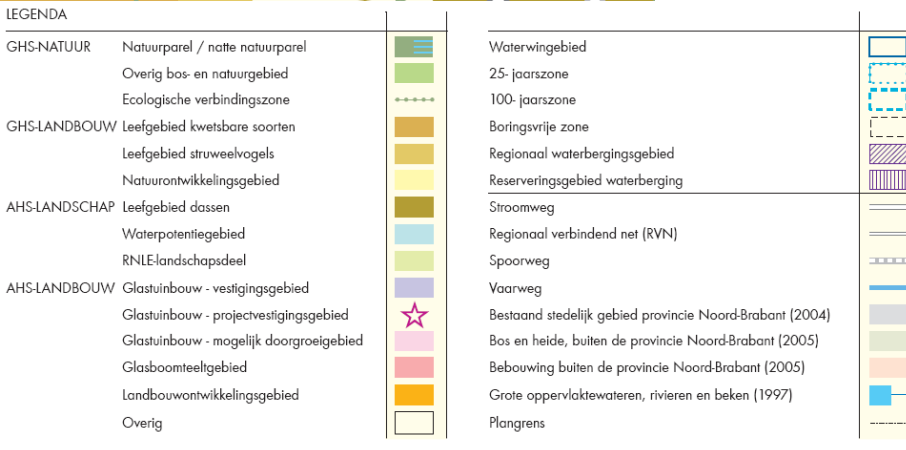 LEGENDA
GHS-NATUUR Natuurparel / natte natuurparel
Overig bos- en natuurgebied
Ecologische verbindingszone
GHS-LANDBOUW Leefgebied kwetsbare soorten
Leefgebied struweelvogels
Natuurontwikkelingsgebied
AHS-LANDSCHAP Leefgebied dassen
Waterpotentiegebied
RNLE-landschapsdeel
AHS-LANDBOUW Glastuinbouw - vestigingsgebied
Glastuinbouw - projectvestigingsgebied
Glastuinbouw - mogelijk doorgroeigebied
Glasboomteeltgebied
Landbouwontwikkelingsgebied
Overig
Waterwingebied
25- jaarszone
100- jaarszone
Boringsvrije zone
Regionaal waterbergingsgebied
Reserveringsgebied waterberging
Stroomweg
Regionaal verbindend net (RVN)
Spoorweg
Vaarweg
Bestaand stedelijk gebied provincie Noord-Brabant (2004)
Bos en heide, buiten de provincie Noord-Brabant (2005)
Bebouwing buiten de provincie Noord-Brabant (2005)
Grote oppervlaktewateren, rivieren en beken (1997)
Plangrens